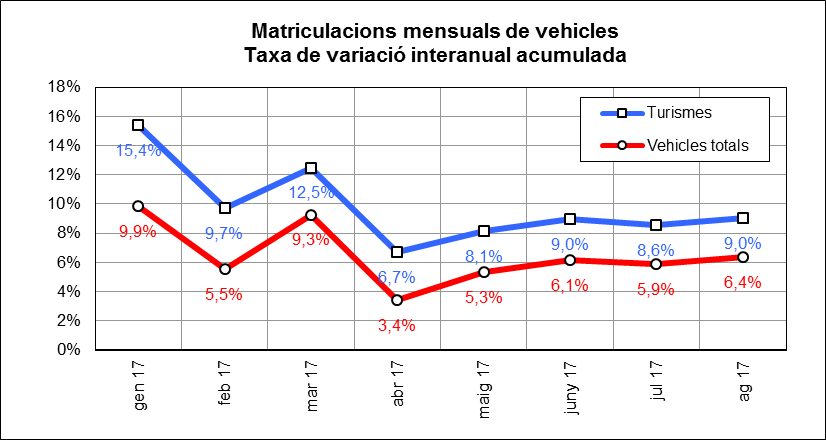 Matriculacions mensuals de vehicles
Taxa de variació interanual acumulada
18%
16%
14%
12%
10%
8%
6%
4%
2%
0%
Turismes
Vehicles totals
15,4%
9,7%
12,5%
6,7%
8,1%
9,0%
8,6%
9,0%
9,9%
5,5%
9,3%
3,4%
5,3%
6,1%
5,9%
6,4%
gen 17
feb 17
mar 17
abr 17
maig 17
juny 17
jul 17
ag 17